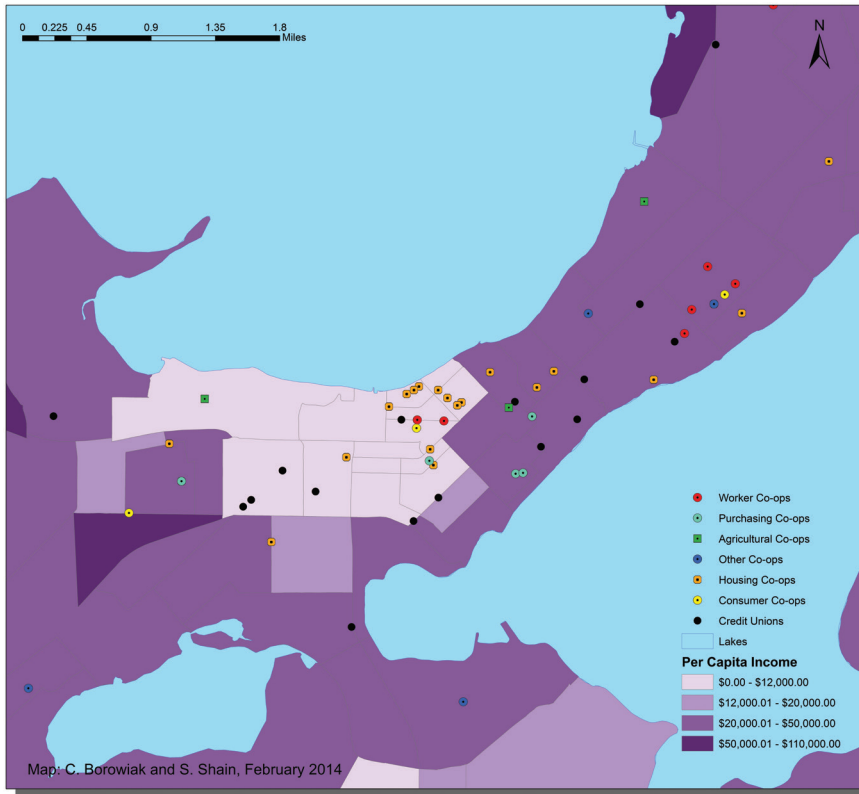 0 0.225 0.45 0.9 1.35 1.8
Miles
N
Worker Co-ops
Purchasing Co-ops
Agricultural Co-ops
Other Co-ops
Housing Co-ops
Consumer Co-ops
Credit Unions
Lakes
Per Capita Income
$0.00 - $12,000.00
$12,000.01 - $20,000.00
$20,000.01 - $50,000.00
$50,000.01 - $110,000.00
Map: C. Borowiak and S. Shain, February 2014